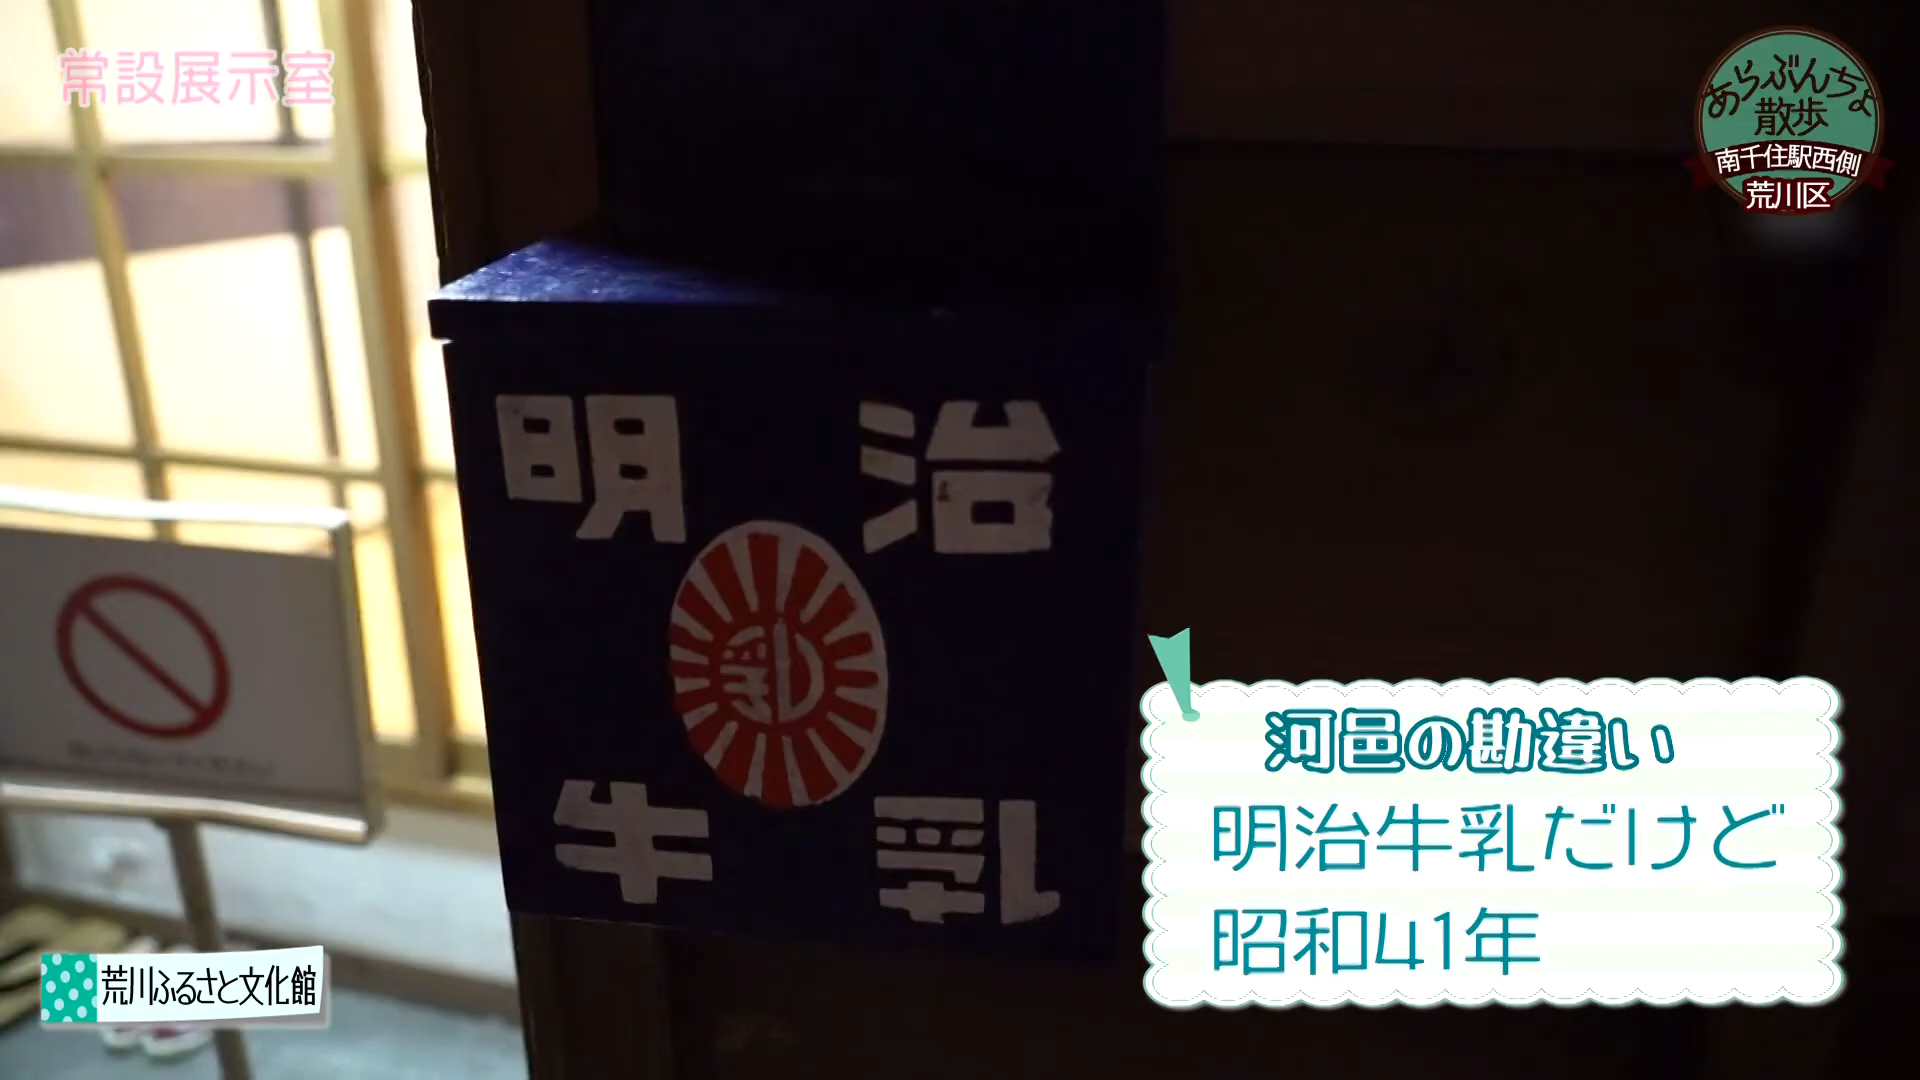 常設展示室
あらぶんちょ
散歩
南千住駅西側
荒川区
明治
乳
牛乳
河邑の勘違い
明治牛乳だけど
昭和41年
荒川ふるさと文化館